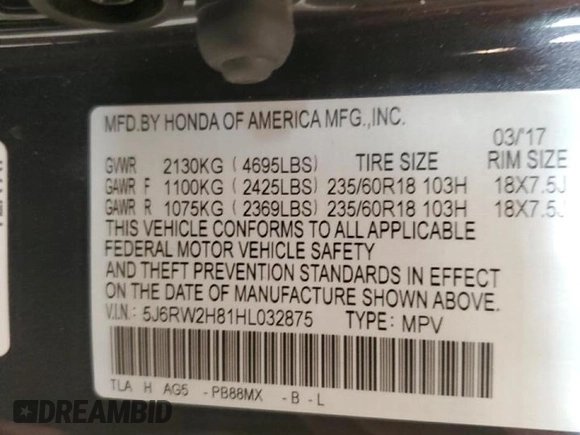 MFD.BY HONDA OF AMERICA MFG.,INC.
03/'17
GVWR 2130KG ( 4695LBS) TIRE SIZE RIM SIZE
GAWR F 1100KG ( 2425LBS) 235/60R18 103H 18X7.5J
GAWR R 1075KG ( 2369LBS) 235/60R18 103H 18X7.5J
THIS VEHICLE CONFORMS TO ALL APPLICABLE
FEDERAL MOTOR VEHICLE SAFETY
AND THEFT PREVENTION STANDARDS IN EFFECT
ON THE DATE OF MANUFACTURE SHOWN ABOVE.
V.I.N.: 5J6RW2H81HL032875 TYPE: MPV
TLA H AG5 -PB88MX -B -L
DREAMBID